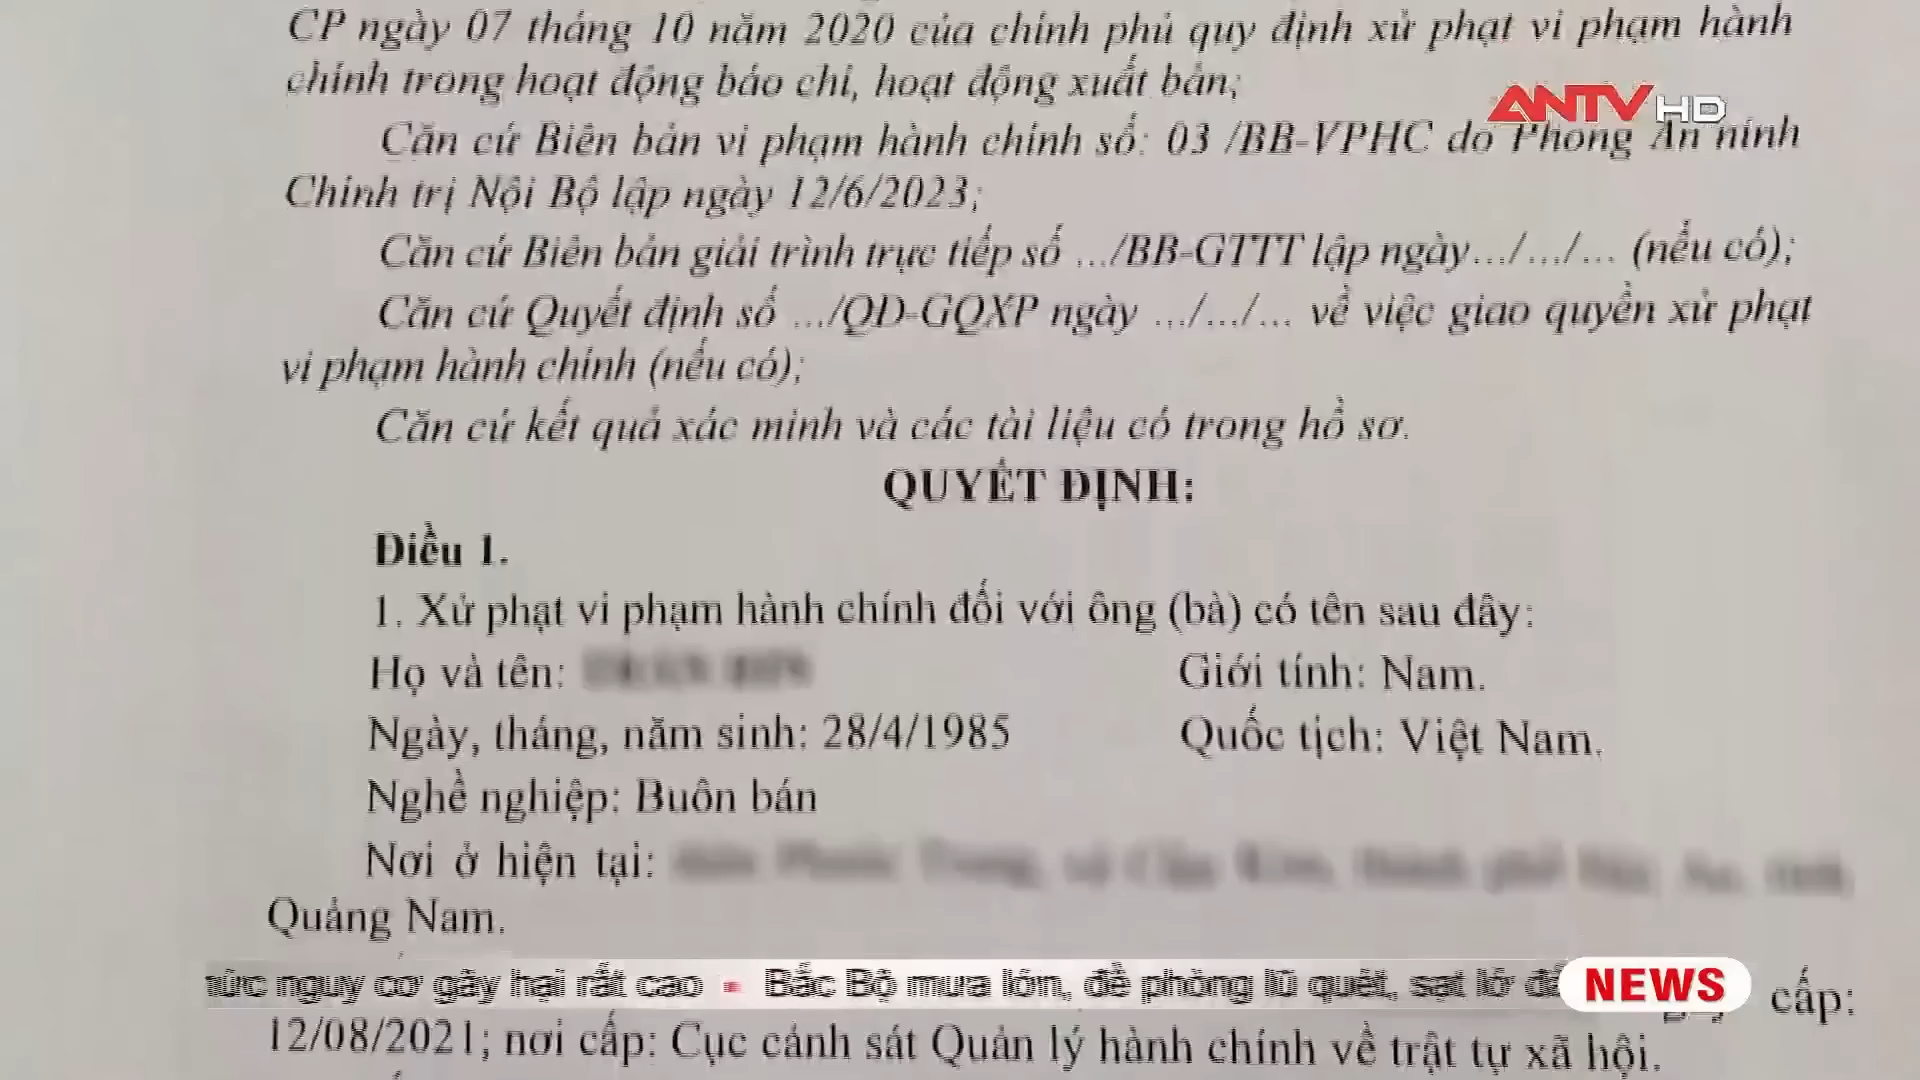 CP ngày 07 tháng 10 năm 2020 của chính phủ quy định xử phạt vi phạm hành
chính trong hoạt động báo chí, hoạt động xuất bản;
ANTV HD
Căn cứ Biên bản vi phạm hành chính số: 03 /BB-VPHC do Phòng An ninh
Chính trị Nội Bộ lập ngày 12/6/2023;
Căn cứ Biên bản giải trình trực tiếp số .../BB-GTTT lập ngày.../.../... (nếu có);
Căn cứ Quyết định số .../QĐ-GQXP ngày .../.../... về việc giao quyền xử phạt
vi phạm hành chính (nếu có);
Căn cứ kết quả xác minh và các tài liệu có trong hồ sơ.
QUYẾT ĐỊNH:
Điều 1.
1. Xử phạt vi phạm hành chính đối với ông (bà) có tên sau đây:
Họ và tên: Giới tính: Nam.
Ngày, tháng, năm sinh: 28/4/1985 Quốc tịch: Việt Nam.
Nghề nghiệp: Buôn bán
Nơi ở hiện tại:
Quảng Nam.
nguy cơ gây hại rất cao Bắc Bộ mưa lớn, đề phòng lũ quét, sạt lở NEWS
cấp:
12/08/2021; nơi cấp: Cục cảnh sát Quản lý hành chính về trật tự xã hội.